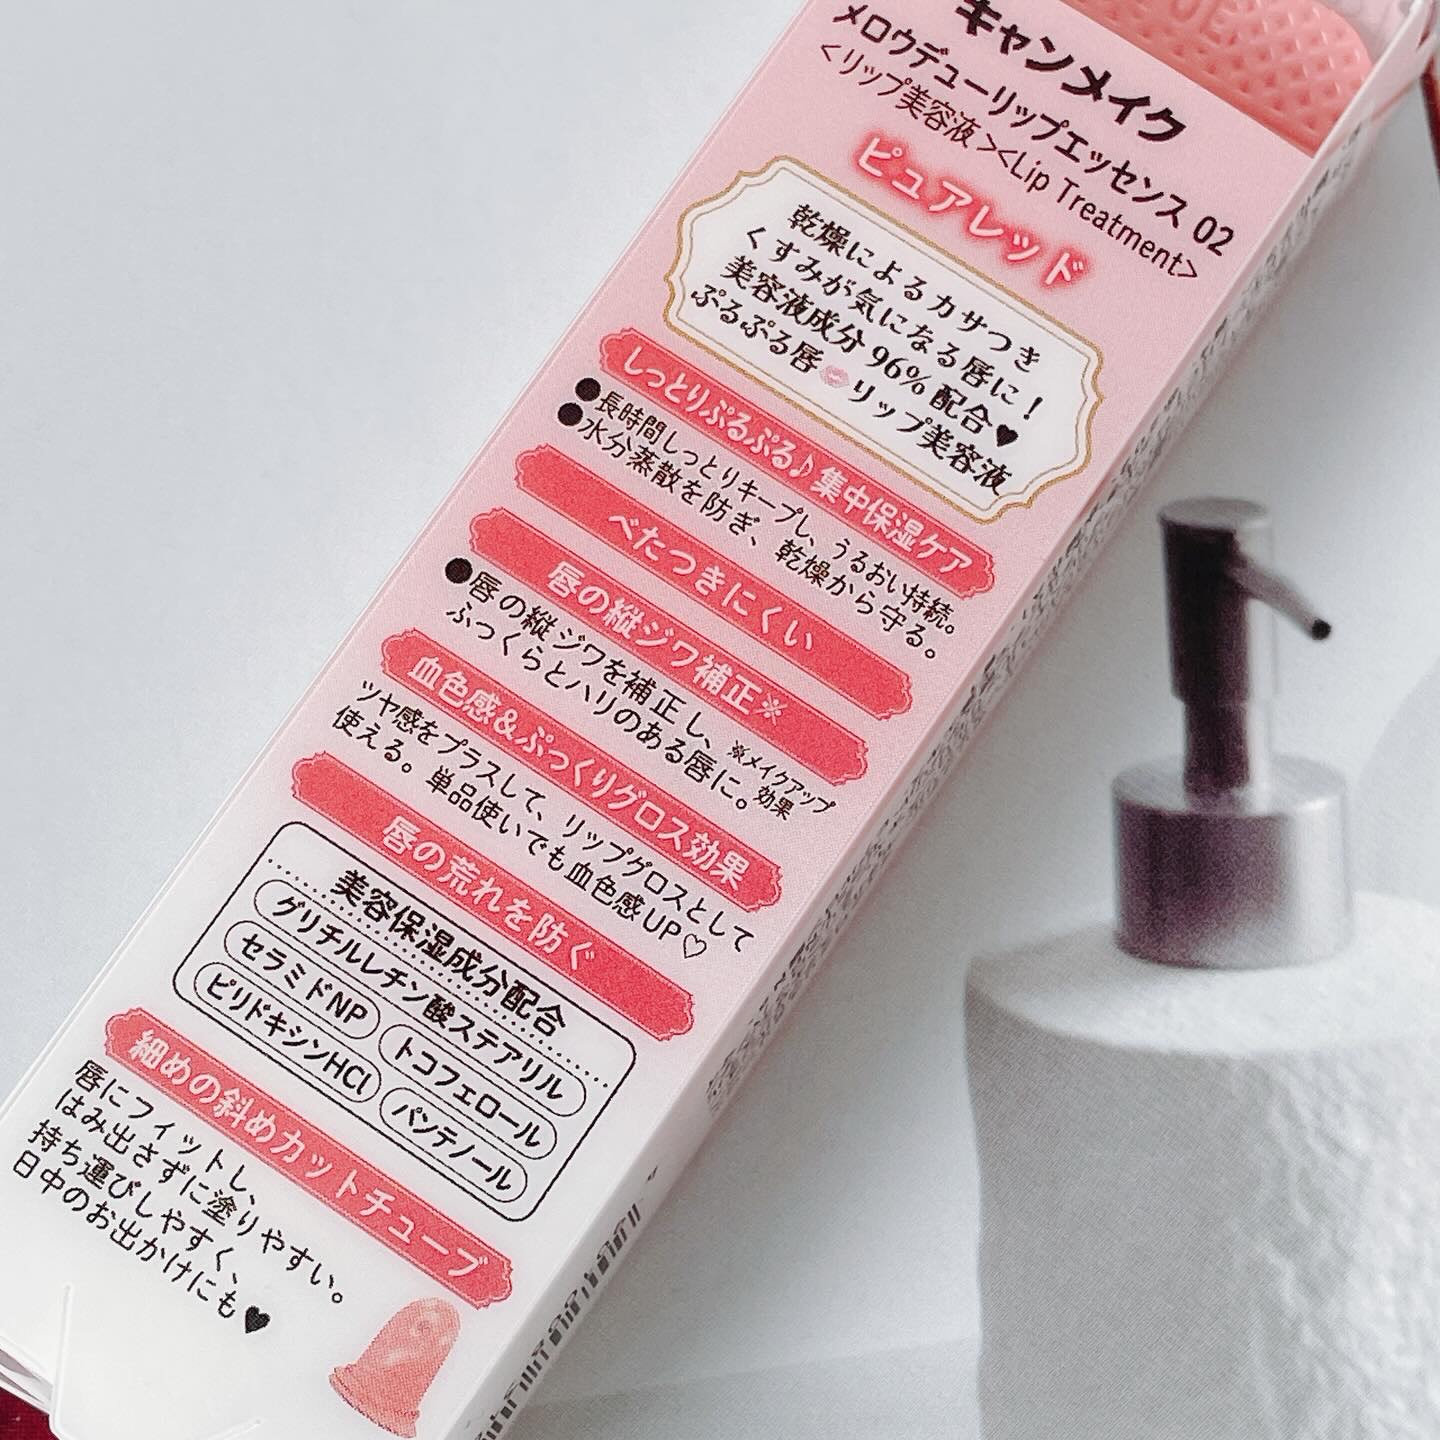 キャンメイク
メロウデューリップエッセンス 02
<リップ美容液><Lip Treatment>
ピュアレッド
乾燥によるカサつき
くすみが気になる唇に!
美容液成分96%配合♥
ぷるぷる唇💋リップ美容液
しっとりぷるぷる♪集中保湿ケア
●長時間しっとりキープし、うるおい持続。
●水分蒸散を防ぎ、乾燥から守る。
べたつきにくい
唇の縦ジワ補正※
●唇の縦ジワを補正し、
ふっくらとハリのある唇に。
※メイクアップ
効果
血色感&ぷっくりグロス効果
ツヤ感をプラスして、リップグロスとして
使える。単品使いでも血色感UP♡
唇の荒れを防ぐ
美容保湿成分配合
グリチルレチン酸ステアリル
セラミドNP トコフェロール
ピリドキシンHCl パンテノール
細めの斜めカットチューブ
唇にフィットし、
はみ出さずに塗りやすい。
持ち運びしやすく、
日中のお出かけにも♥